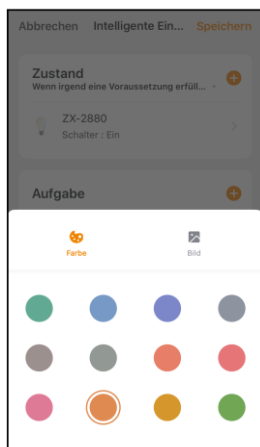 Abbrechen Intelligente Ein... Speichern
Zustand
Wenn irgend eine Voraussetzung erfüll...
ZX-2880
Schalter : Ein
Aufgabe
Farbe Bild